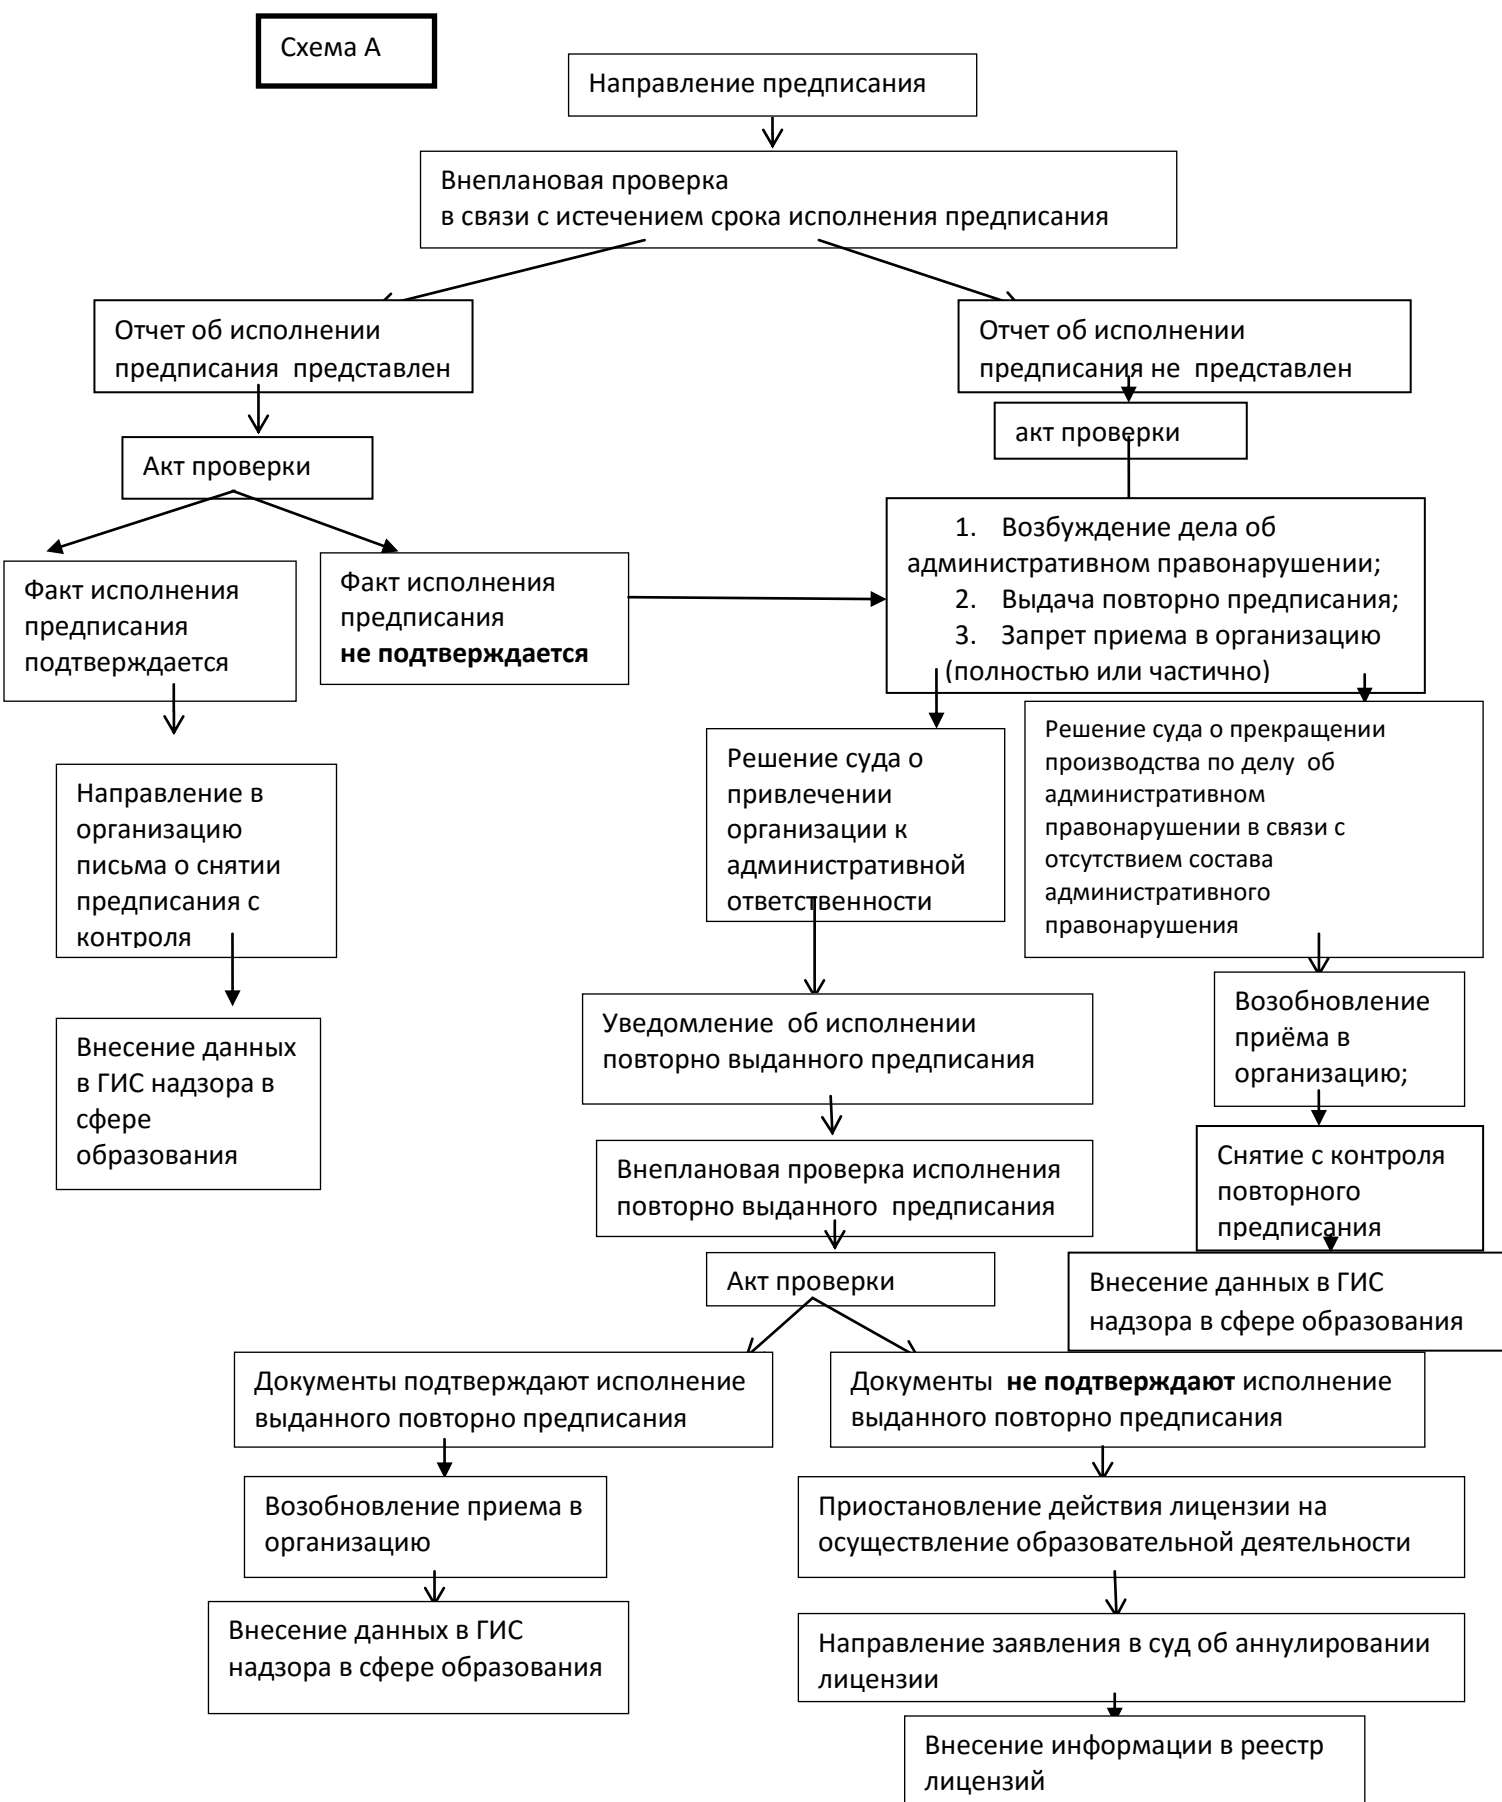 Схема А
Направление предписания
Внеплановая проверка
в связи с истечением срока исполнения предписания
Отчет об исполнении
предписания представлен
Отчет об исполнении
предписания не представлен
Акт проверки
акт проверки
Факт исполнения
предписания
подтверждается
Факт исполнения
предписания
не подтверждается
1. Возбуждение дела об
административном правонарушении;
2. Выдача повторно предписания;
3. Запрет приема в организацию
(полностью или частично)
Направление в
организацию
письма о снятии
предписания с
контроля
Решение суда о
привлечении
организации к
административной
ответственности
Решение суда о прекращении
производства по делу об
административном
правонарушении в связи с
отсутствием состава
административного
правонарушения
Внесение данных
в ГИС надзора в
сфере
образования
Уведомление об исполнении
повторно выданного предписания
Возобновление
приёма в
организацию;
Внеплановая проверка исполнения
повторно выданного предписания
Снятие с контроля
повторного
предписания
Акт проверки
Внесение данных в ГИС
надзора в сфере образования
Документы подтверждают исполнение
выданного повторно предписания
Документы не подтверждают исполнение
выданного повторно предписания
Возобновление приема в
организацию
Приостановление действия лицензии на
осуществление образовательной деятельности
Внесение данных в ГИС
надзора в сфере образования
Направление заявления в суд об аннулировании
лицензии
Внесение информации в реестр
лицензий